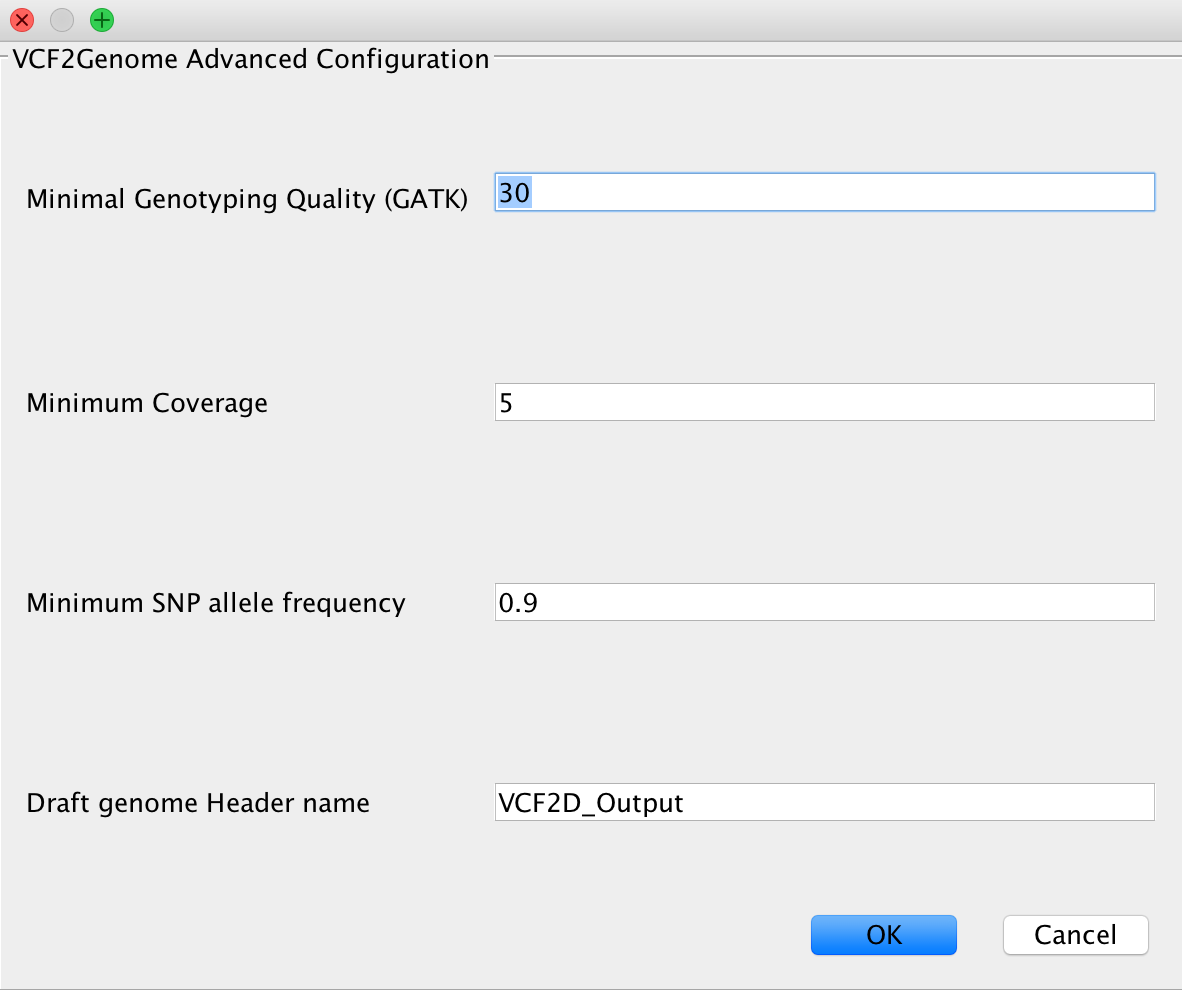 VCF2Genome Advanced Configuration
Minimal Genotyping Quality (GATK) 30
Minimum Coverage 5
Minimum SNP allele frequency 0.9
Draft genome Header name VCF2D_Output
OK Cancel